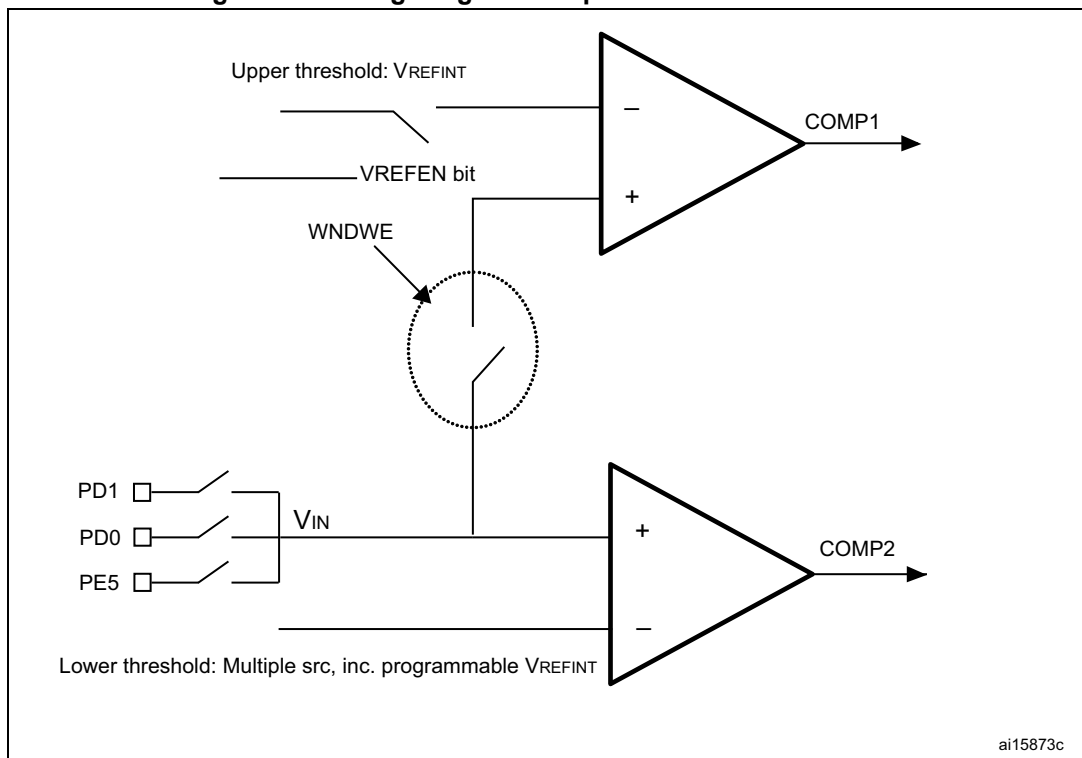 Upper threshold: VREFINT
−
COMP1
VREFEN bit
+
WNDWE
PD1
VIN
+
PD0
COMP2
PE5
−
Lower threshold: Multiple src, inc. programmable VREFINT
ai15873c